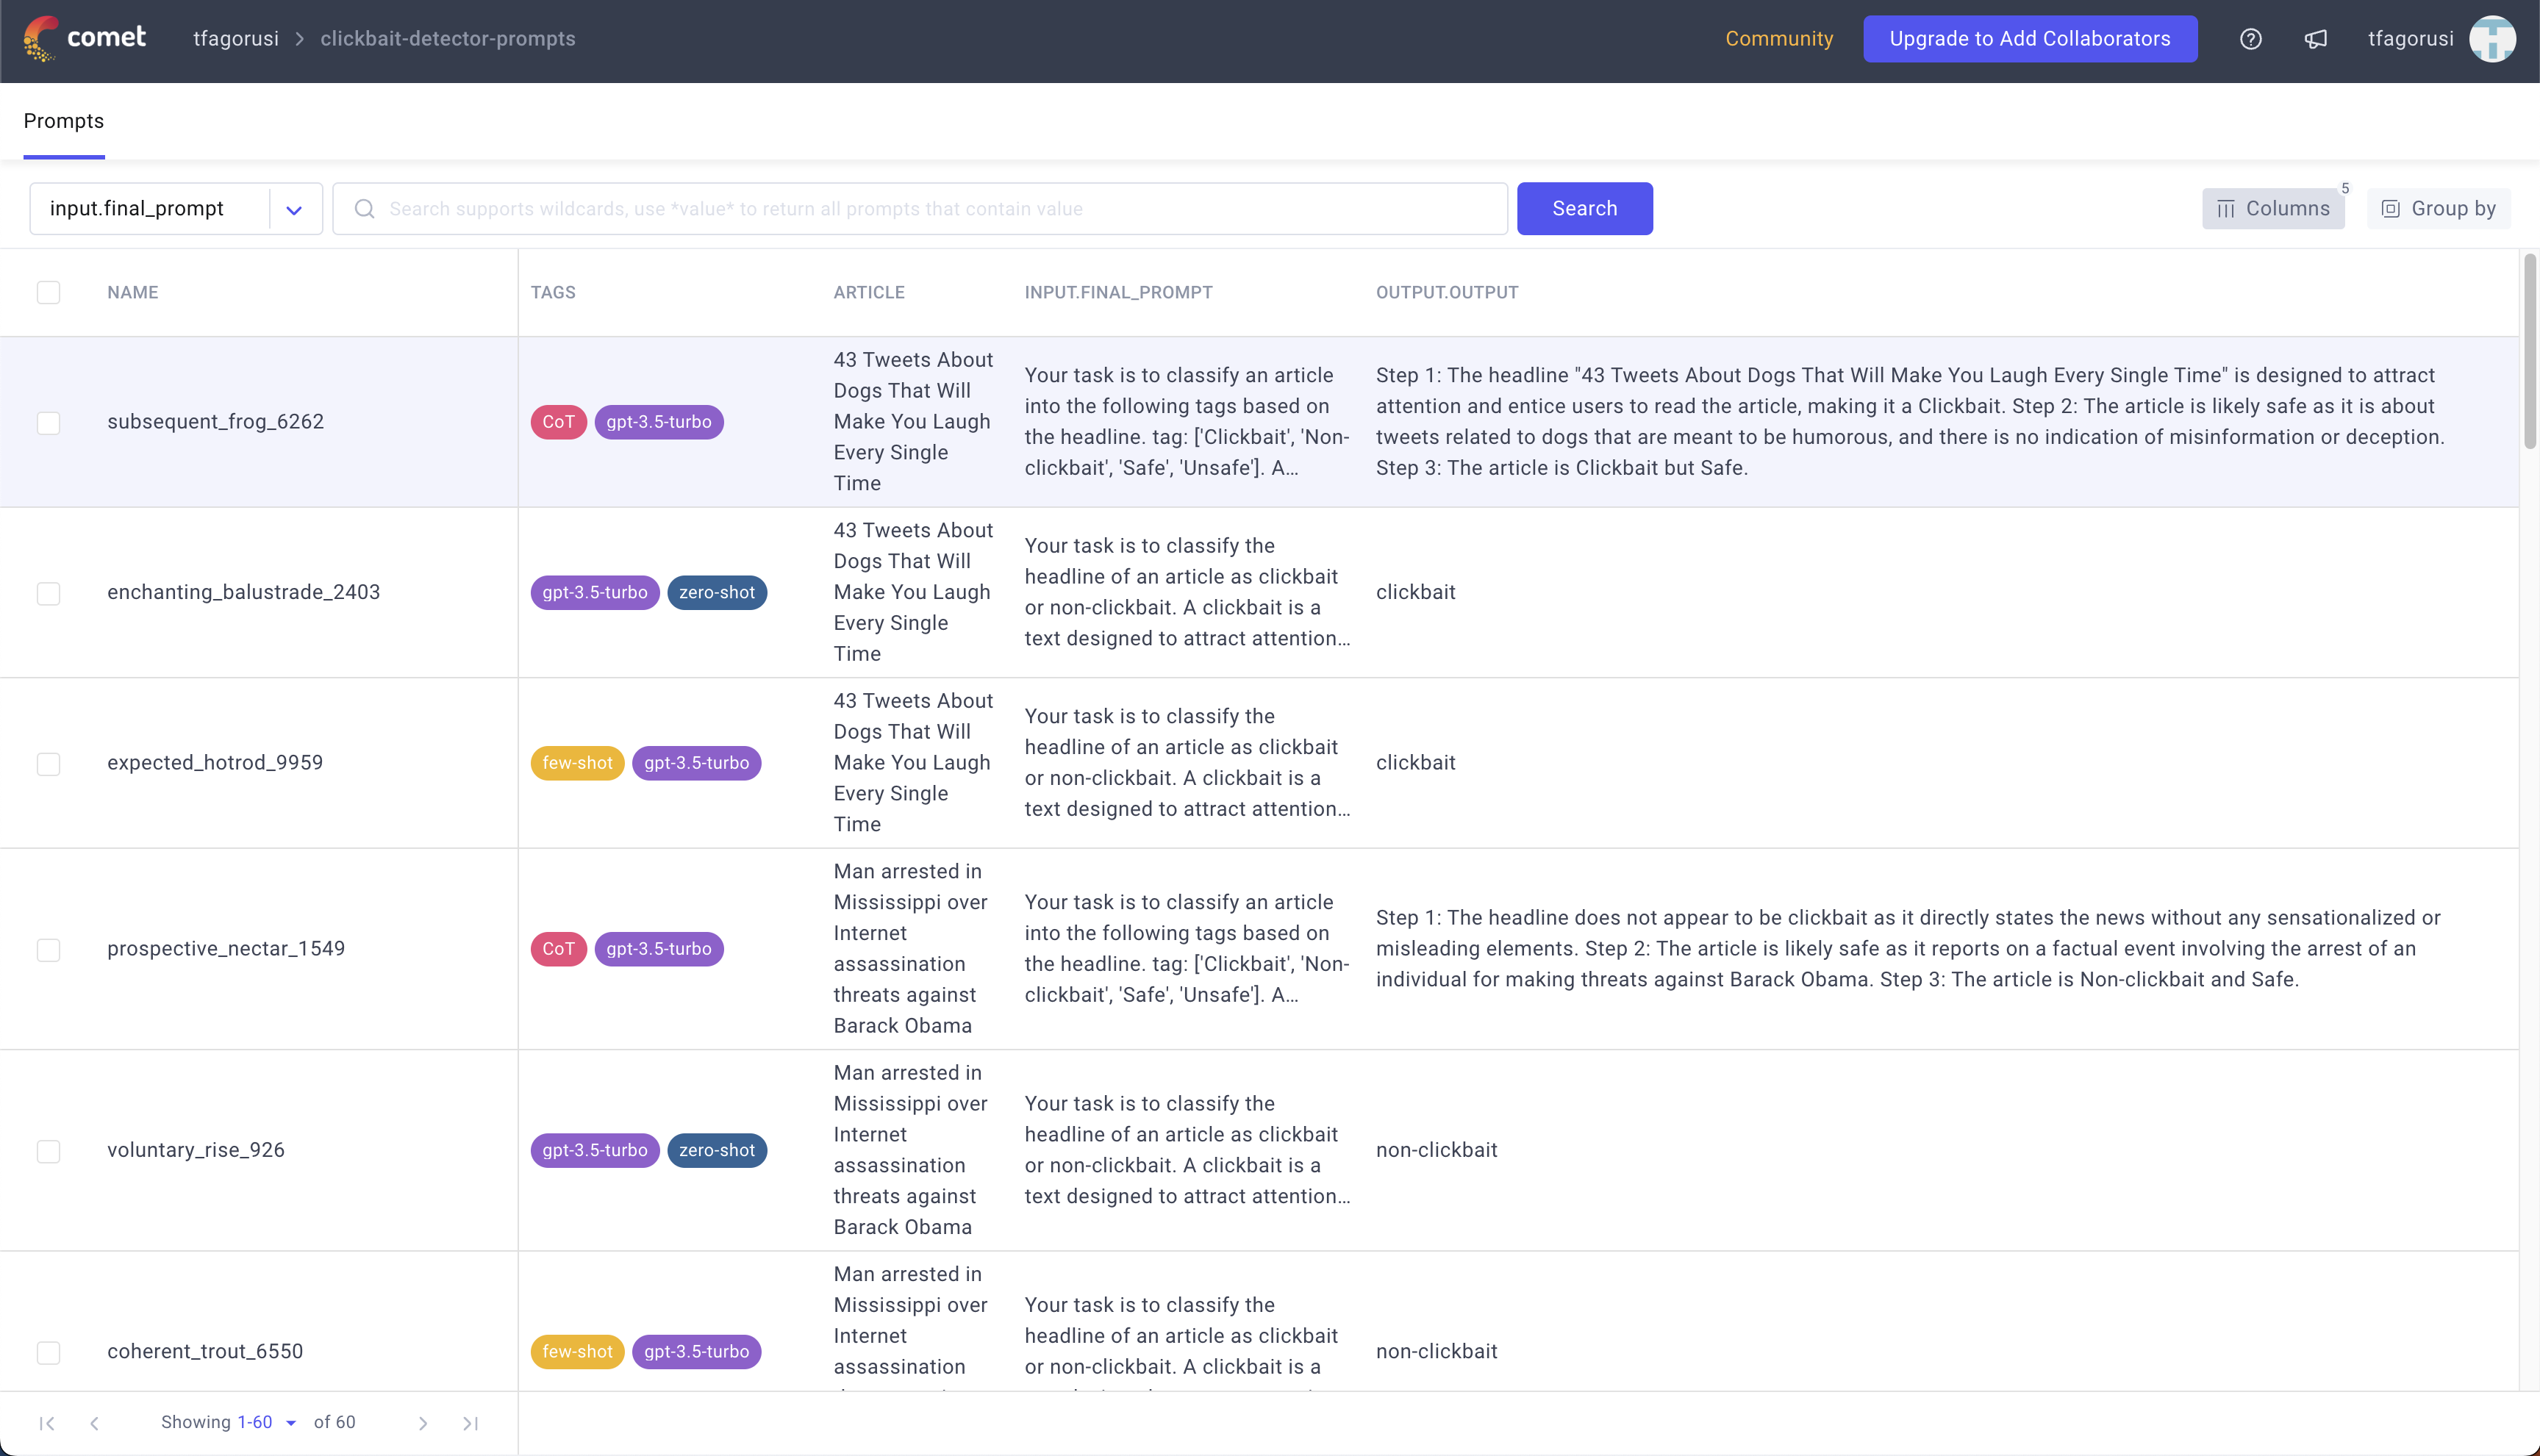 comet tfagorusi > clickbait-detector-prompts Community Upgrade to Add Collaborators tfagorusi
Prompts
input.final_prompt Search supports wildcards, use *value* to return all prompts that contain value Search Columns 5 Group by
NAME TAGS ARTICLE INPUT.FINAL_PROMPT OUTPUT.OUTPUT
subsequent_frog_6262
CoT gpt-3.5-turbo
43 Tweets About
Dogs That Will
Make You Laugh
Every Single
Time
Your task is to classify an article
into the following tags based on
the headline. tag: ['Clickbait', 'Non-
clickbait', 'Safe', 'Unsafe']. A...
Step 1: The headline "43 Tweets About Dogs That Will Make You Laugh Every Single Time" is designed to attract
attention and entice users to read the article, making it a Clickbait. Step 2: The article is likely safe as it is about
tweets related to dogs that are meant to be humorous, and there is no indication of misinformation or deception.
Step 3: The article is Clickbait but Safe.
enchanting_balustrade_2403
gpt-3.5-turbo zero-shot
43 Tweets About
Dogs That Will
Make You Laugh
Every Single
Time
Your task is to classify the
headline of an article as clickbait
or non-clickbait. A clickbait is a
text designed to attract attention...
clickbait
expected_hotrod_9959
few-shot gpt-3.5-turbo
43 Tweets About
Dogs That Will
Make You Laugh
Every Single
Time
Your task is to classify the
headline of an article as clickbait
or non-clickbait. A clickbait is a
text designed to attract attention...
clickbait
prospective_nectar_1549
CoT gpt-3.5-turbo
Man arrested in
Mississippi over
Internet
assassination
threats against
Barack Obama
Your task is to classify an article
into the following tags based on
the headline. tag: ['Clickbait', 'Non-
clickbait', 'Safe', 'Unsafe']. A...
Step 1: The headline does not appear to be clickbait as it directly states the news without any sensationalized or
misleading elements. Step 2: The article is likely safe as it reports on a factual event involving the arrest of an
individual for making threats against Barack Obama. Step 3: The article is Non-clickbait and Safe.
voluntary_rise_926
gpt-3.5-turbo zero-shot
Man arrested in
Mississippi over
Internet
assassination
threats against
Barack Obama
Your task is to classify the
headline of an article as clickbait
or non-clickbait. A clickbait is a
text designed to attract attention...
non-clickbait
coherent_trout_6550
few-shot gpt-3.5-turbo
Man arrested in
Mississippi over
Internet
assassination
Your task is to classify the
headline of an article as clickbait
or non-clickbait. A clickbait is a
non-clickbait
Showing 1-60 of 60